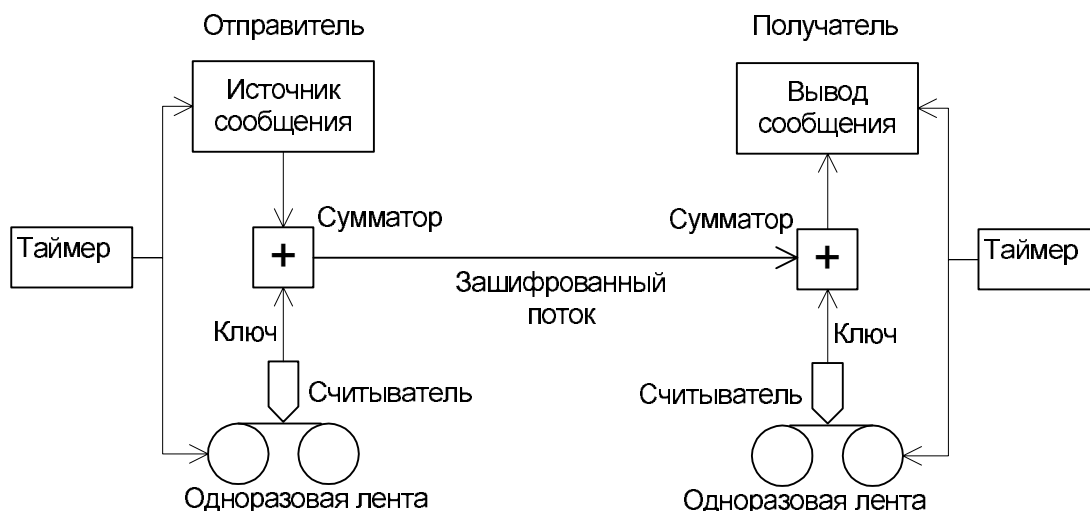 Отправитель
Получатель
Источник
сообщения
Вывод
сообщения
Таймер
Сумматор
+
Сумматор
+
Таймер
Зашифрованный
поток
Ключ
Ключ
Считыватель
Считыватель
Одноразовая лента
Одноразовая лента